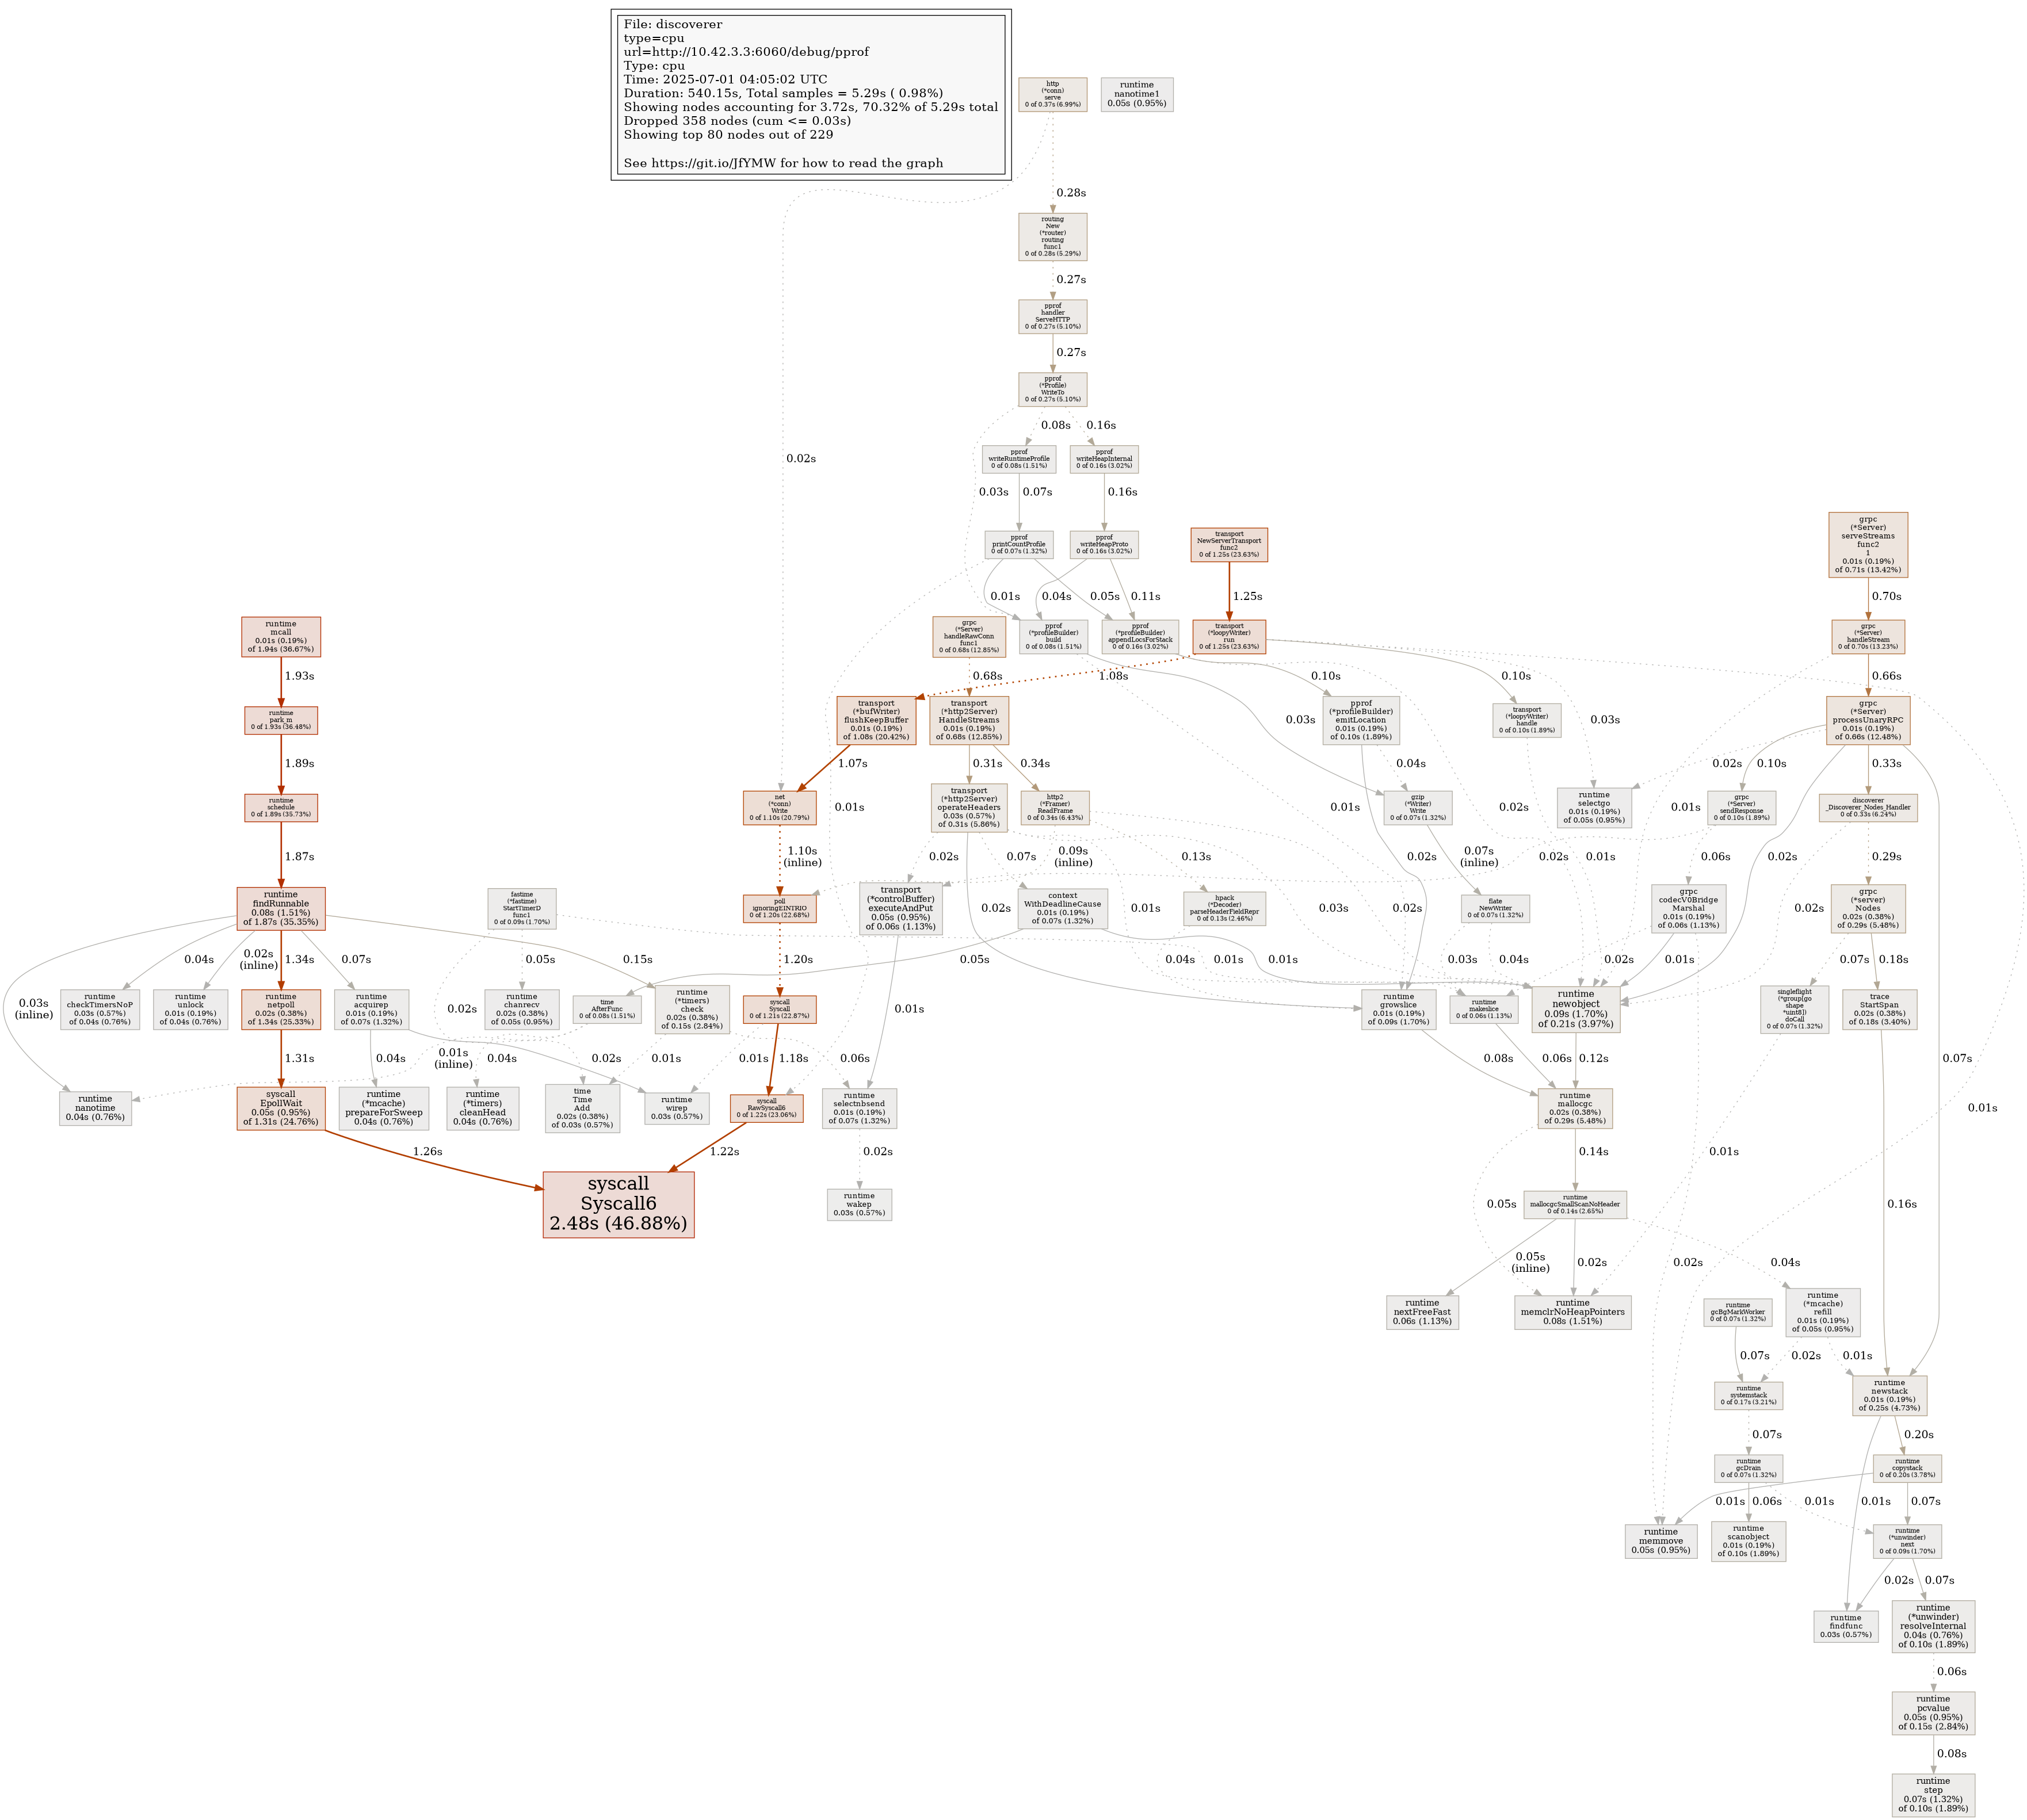 File: discoverer
type=cpu
url=http://10.42.3.3:6060/debug/pprof
Type: cpu
Time: 2025-07-01 04:05:02 UTC
Duration: 540.15s, Total samples = 5.29s ( 0.98%)
Showing nodes accounting for 3.72s, 70.32% of 5.29s total
Dropped 358 nodes (cum <= 0.03s)
Showing top 80 nodes out of 229
See https://git.io/JfYMW for how to read the graph
http
(*conn)
serve
0 of 0.37s (6.99%)
runtime
nanotime1
0.05s (0.95%)
0.28s
routing
New
(*router)
routing
func1
0 of 0.28s (5.29%)
0.27s
pprof
handler
ServeHTTP
0 of 0.27s (5.10%)
0.27s
pprof
(*Profile)
WriteTo
0 of 0.27s (5.10%)
0.02s
0.08s
0.16s
pprof
writeRuntimeProfile
0 of 0.08s (1.51%)
pprof
writeHeapInternal
0 of 0.16s (3.02%)
0.03s
0.07s
0.16s
pprof
printCountProfile
0 of 0.07s (1.32%)
pprof
writeHeapProto
0 of 0.16s (3.02%)
transport
NewServerTransport
func2
0 of 1.25s (23.63%)
grpc
(*Server)
serveStreams
func2
1
0.01s (0.19%)
of 0.71s (13.42%)
0.01s
0.04s
0.05s
0.11s
1.25s
0.70s
runtime
mcall
0.01s (0.19%)
of 1.94s (36.67%)
grpc
(*Server)
handleRawConn
func1
0 of 0.68s (12.85%)
pprof
(*profileBuilder)
build
0 of 0.08s (1.51%)
pprof
(*profileBuilder)
appendLocsForStack
0 of 0.16s (3.02%)
transport
(*loopyWriter)
run
0 of 1.25s (23.63%)
grpc
(*Server)
handleStream
0 of 0.70s (13.23%)
1.93s
0.68s
1.08s
0.10s
0.10s
0.66s
runtime
park_m
0 of 1.93s (36.48%)
transport
(*bufWriter)
flushKeepBuffer
0.01s (0.19%)
of 1.08s (20.42%)
transport
(*http2Server)
HandleStreams
0.01s (0.19%)
of 0.68s (12.85%)
0.03s
pprof
(*profileBuilder)
emitLocation
0.01s (0.19%)
of 0.10s (1.89%)
transport
(*loopyWriter)
handle
0 of 0.10s (1.89%)
0.03s
grpc
(*Server)
processUnaryRPC
0.01s (0.19%)
of 0.66s (12.48%)
1.89s
1.07s
0.31s
0.34s
0.04s
0.02s
0.10s
0.33s
runtime
schedule
0 of 1.89s (35.73%)
net
(*conn)
Write
0 of 1.10s (20.79%)
0.01s
transport
(*http2Server)
operateHeaders
0.03s (0.57%)
of 0.31s (5.86%)
http2
(*Framer)
ReadFrame
0 of 0.34s (6.43%)
0.01s
gzip
(*Writer)
Write
0 of 0.07s (1.32%)
0.02s
runtime
selectgo
0.01s (0.19%)
of 0.05s (0.95%)
0.01s
grpc
(*Server)
sendResponse
0 of 0.10s (1.89%)
discoverer
_Discoverer_Nodes_Handler
0 of 0.33s (6.24%)
1.87s
1.10s
(inline)
0.02s
0.07s
0.09s
(inline)
0.13s
0.02s
0.07s
(inline)
0.02s
0.01s
0.06s
0.02s
0.29s
runtime
findRunnable
0.08s (1.51%)
of 1.87s (35.35%)
fastime
(*fastime)
StartTimerD
func1
0 of 0.09s (1.70%)
poll
ignoringEINTRIO
0 of 1.20s (22.68%)
transport
(*controlBuffer)
executeAndPut
0.05s (0.95%)
of 0.06s (1.13%)
0.02s
context
WithDeadlineCause
0.01s (0.19%)
of 0.07s (1.32%)
0.01s
hpack
(*Decoder)
parseHeaderFieldRepr
0 of 0.13s (2.46%)
0.03s
0.02s
flate
NewWriter
0 of 0.07s (1.32%)
grpc
codecV0Bridge
Marshal
0.01s (0.19%)
of 0.06s (1.13%)
0.02s
grpc
(*server)
Nodes
0.02s (0.38%)
of 0.29s (5.48%)
0.03s
(inline)
0.04s
0.02s
(inline)
1.34s
0.07s
0.15s
0.02s
0.05s
0.05s
1.20s
0.04s
0.01s
0.01s
0.03s
0.04s
0.02s
0.01s
0.07s
0.18s
runtime
checkTimersNoP
0.03s (0.57%)
of 0.04s (0.76%)
runtime
unlock
0.01s (0.19%)
of 0.04s (0.76%)
runtime
netpoll
0.02s (0.38%)
of 1.34s (25.33%)
runtime
acquirep
0.01s (0.19%)
of 0.07s (1.32%)
runtime
chanrecv
0.02s (0.38%)
of 0.05s (0.95%)
time
AfterFunc
0 of 0.08s (1.51%)
runtime
(*timers)
check
0.02s (0.38%)
of 0.15s (2.84%)
syscall
Syscall
0 of 1.21s (22.87%)
0.01s
runtime
growslice
0.01s (0.19%)
of 0.09s (1.70%)
runtime
makeslice
0 of 0.06s (1.13%)
runtime
newobject
0.09s (1.70%)
of 0.21s (3.97%)
singleflight
(*group[go
shape
*uint8])
doCall
0 of 0.07s (1.32%)
trace
StartSpan
0.02s (0.38%)
of 0.18s (3.40%)
1.31s
0.04s
0.01s
(inline)
0.04s
0.02s
0.01s
0.01s
1.18s
0.06s
0.08s
0.06s
0.12s
0.07s
0.01s
runtime
nanotime
0.04s (0.76%)
syscall
EpollWait
0.05s (0.95%)
of 1.31s (24.76%)
runtime
(*mcache)
prepareForSweep
0.04s (0.76%)
runtime
(*timers)
cleanHead
0.04s (0.76%)
time
Time
Add
0.02s (0.38%)
of 0.03s (0.57%)
runtime
wirep
0.03s (0.57%)
syscall
RawSyscall6
0 of 1.22s (23.06%)
runtime
selectnbsend
0.01s (0.19%)
of 0.07s (1.32%)
runtime
mallocgc
0.02s (0.38%)
of 0.29s (5.48%)
1.26s
1.22s
0.02s
0.14s
0.01s
syscall
Syscall6
2.48s (46.88%)
runtime
wakep
0.03s (0.57%)
0.05s
runtime
mallocgcSmallScanNoHeader
0 of 0.14s (2.65%)
0.16s
0.05s
(inline)
0.02s
0.04s
0.02s
runtime
nextFreeFast
0.06s (1.13%)
runtime
memclrNoHeapPointers
0.08s (1.51%)
runtime
gcBgMarkWorker
0 of 0.07s (1.32%)
runtime
(*mcache)
refill
0.01s (0.19%)
of 0.05s (0.95%)
0.07s
0.02s
0.01s
runtime
systemstack
0 of 0.17s (3.21%)
runtime
newstack
0.01s (0.19%)
of 0.25s (4.73%)
0.07s
0.20s
runtime
gcDrain
0 of 0.07s (1.32%)
runtime
copystack
0 of 0.20s (3.78%)
0.01s
0.06s
0.01s
0.01s
0.07s
runtime
memmove
0.05s (0.95%)
runtime
scanobject
0.01s (0.19%)
of 0.10s (1.89%)
runtime
(*unwinder)
next
0 of 0.09s (1.70%)
0.02s
0.07s
runtime
findfunc
0.03s (0.57%)
runtime
(*unwinder)
resolveInternal
0.04s (0.76%)
of 0.10s (1.89%)
0.06s
runtime
pcvalue
0.05s (0.95%)
of 0.15s (2.84%)
0.08s
runtime
step
0.07s (1.32%)
of 0.10s (1.89%)